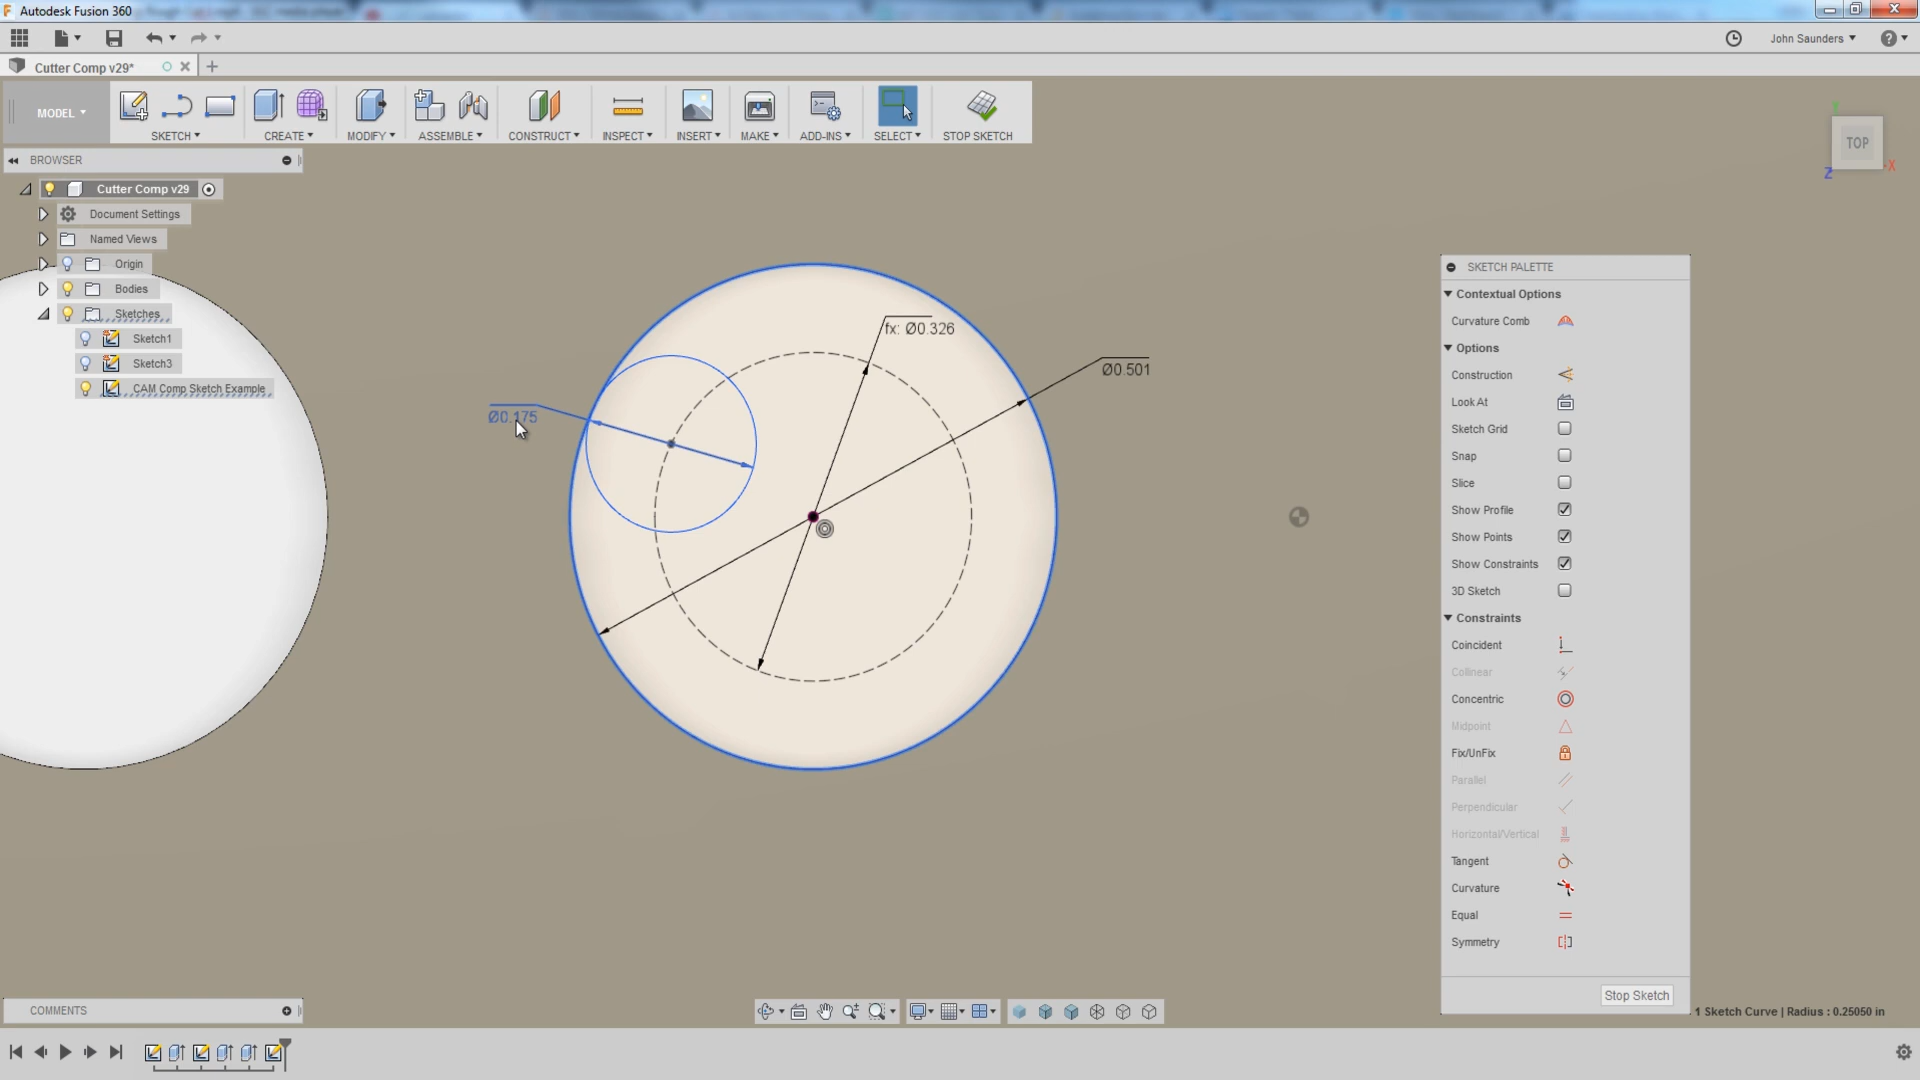 Autodesk Fusion 360
John Saunders
Cutter Comp v29*
MODEL
SKETCH
CREATE
MODIFY
ASSEMBLE
CONSTRUCT
INSPECT
INSERT
MAKE
ADD-INS
SELECT
STOP SKETCH
BROWSER
Cutter Comp v29
Document Settings
Named Views
Origin
Bodies
Sketches
Sketch1
Sketch3
CAM Comp Sketch Example
Y
TOP
X
Z
fx: Ø0.326
Ø0.501
Ø0.175
SKETCH PALETTE
Contextual Options
Curvature Comb
Options
Construction
Look At
Sketch Grid
Snap
Slice
Show Profile
Show Points
Show Constraints
3D Sketch
Constraints
Coincident
Collinear
Concentric
Midpoint
Fix/UnFix
Parallel
Perpendicular
Horizontal/Vertical
Tangent
Curvature
Equal
Symmetry
Stop Sketch
COMMENTS
1 Sketch Curve | Radius : 0.25050 in